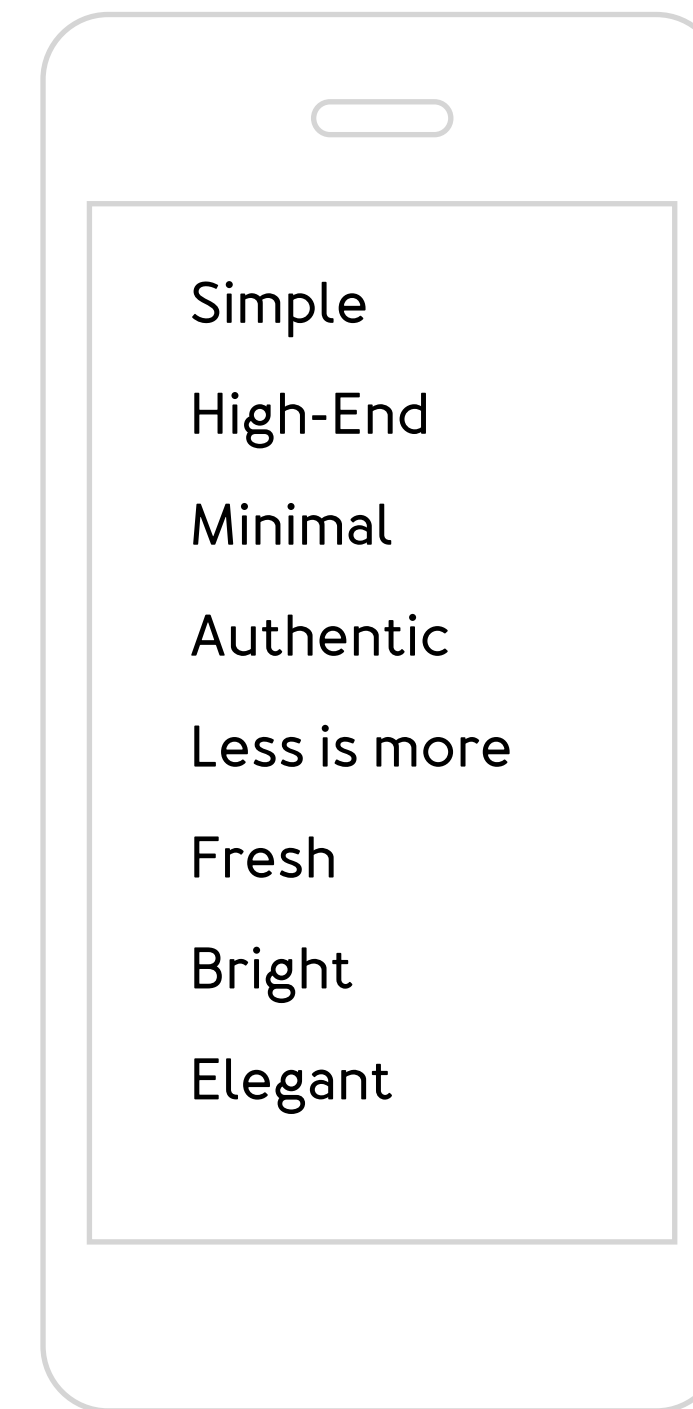 Simple
High-End
Minimal
Authentic
Less is more
Fresh
Bright
Elegant